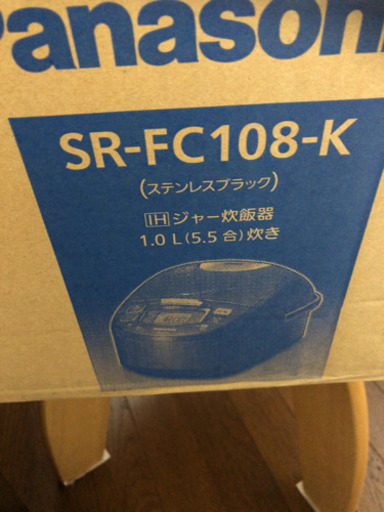 Panasonic
SR-FC108-K
(ステンレスブラック)
IHジャー炊飯器
1.0 L(5.5 合)炊き